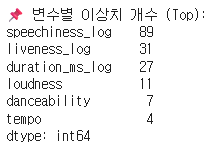 📌 변수별 이상치 개수 (Top):
speechiness_log    89
liveness_log       31
duration_ms_log    27
loudness           11
danceability        7
tempo               4
dtype: int64